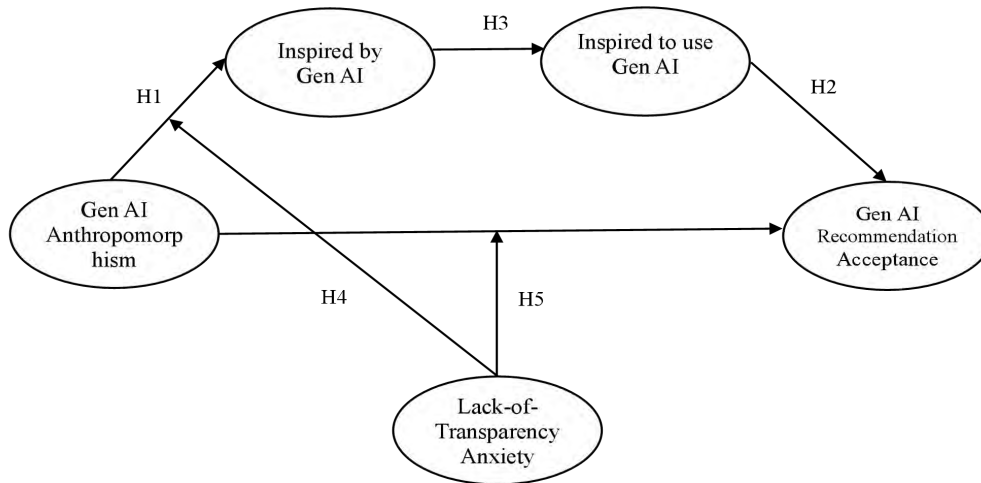 H3
Inspired by
Gen AI
Inspired to use
Gen AI
H1
H2
Gen AI
Anthropomorp
hism
Gen AI
Recommendation
Acceptance
H4
H5
Lack-of-
Transparency
Anxiety